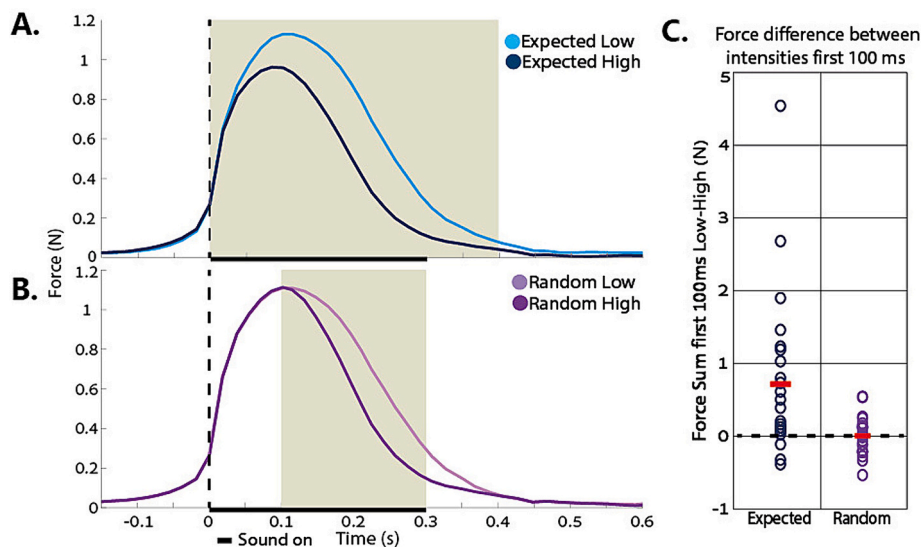 A.
1.2
1
0.8
0.6
0.4
0.2
0
Expected Low
Expected High
Force (N)
B.
1.2
1
0.8
0.6
0.4
0.2
0
Random Low
Random High
-0.1
0
0.1
0.2
0.3
0.4
0.5
0.6
Sound on
Time (s)
C.
Force difference between
intensities first 100 ms
Force Sum first 100ms Low-High (N)
5
4
3
2
1
0
-1
Expected
Random